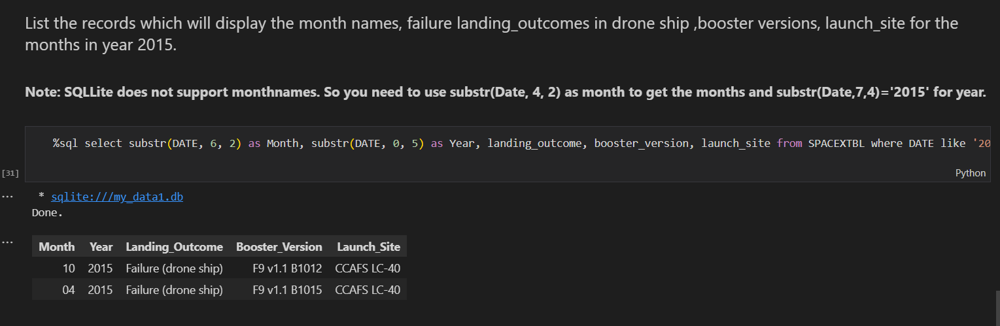 List the records which will display the month names, failure landing_outcomes in drone ship ,booster versions, launch_site for the
months in year 2015.
Note: SQLLite does not support monthnames. So you need to use substr(Date, 4, 2) as month to get the months and substr(Date,7,4)='2015' for year.
%sql select substr(DATE, 6, 2) as Month, substr(DATE, 0, 5) as Year, landing_outcome, booster_version, launch_site from SPACEXTBL where DATE like '20
[31]
Python
* sqlite:///my_data1.db
Done.
Month Year Landing_Outcome Booster_Version Launch_Site
10 2015 Failure (drone ship) F9 v1.1 B1012 CCAFS LC-40
04 2015 Failure (drone ship) F9 v1.1 B1015 CCAFS LC-40